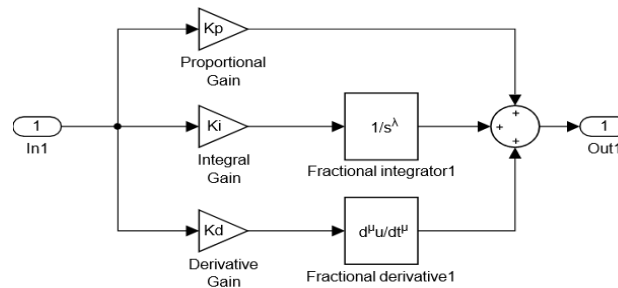 Kp
Proportional
Gain
1
In1
Ki
Integral
Gain
1/s^λ
Fractional integrator1
+
+
+
1
Out1
Kd
Derivative
Gain
d^μu/dt^μ
Fractional derivative1